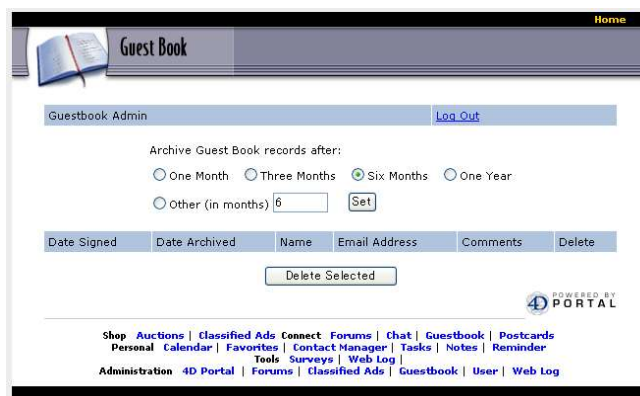 Home
Guest Book
Guestbook Admin Log Out
Archive Guest Book records after:
One Month Three Months Six Months One Year
Other (in months) 6 Set
Date Signed Date Archived Name Email Address Comments Delete
Delete Selected
4D POWERED BY PORTAL
Shop Auctions | Classified Ads Connect Forums | Chat | Guestbook | Postcards
Personal Calendar | Favorites | Contact Manager | Tasks | Notes | Reminder
Tools Surveys | Web Log |
Administration 4D Portal | Forums | Classified Ads | Guestbook | User | Web Log